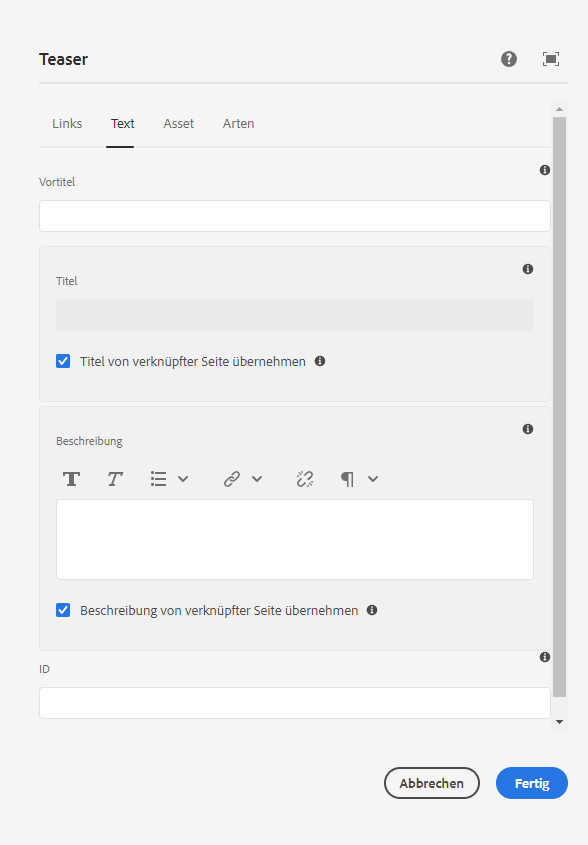 Teaser
Links Text Asset Arten
Vortitel
Titel
Titel von verknüpfter Seite übernehmen
Beschreibung
Beschreibung von verknüpfter Seite übernehmen
ID
Abbrechen Fertig